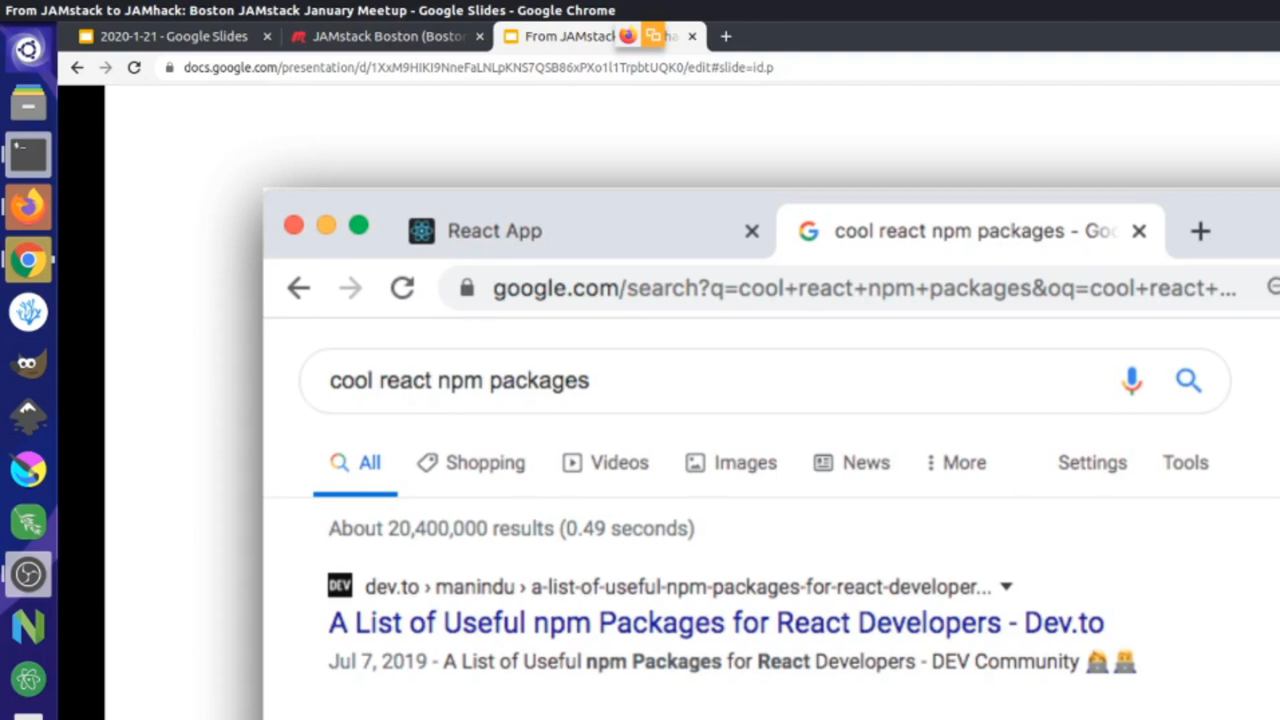 From JAMstack to JAMhack: Boston JAMstack January Meetup - Google Slides - Google Chrome
2020-1-21 - Google Slides
JAMstack Boston (Bosto
From JAMstac
docs.google.com/presentation/d/1XxM9HIKI9NneFaLNLpKNS7QSB86xPXo1l1TrpbtUQK0/edit#slide=id.p
React App
cool react npm packages - Goo
google.com/search?q=cool+react+npm+packages&oq=cool+react+...
cool react npm packages
All
Shopping
Videos
Images
News
More
Settings
Tools
About 20,400,000 results (0.49 seconds)
DEV
dev.to › manindu › a-list-of-useful-npm-packages-for-react-developer...
A List of Useful npm Packages for React Developers - Dev.to
Jul 7, 2019 - A List of Useful npm Packages for React Developers - DEV Community